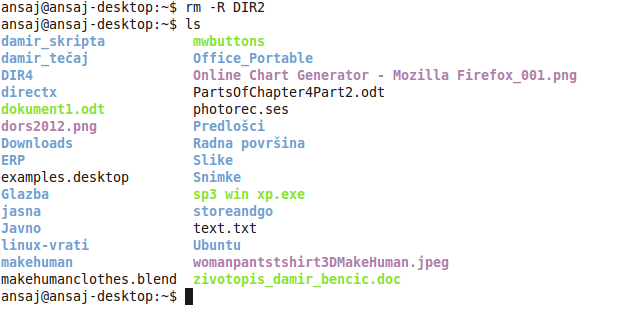 ansaj@ansaj-desktop:~$ rm -R DIR2
ansaj@ansaj-desktop:~$ ls
damir_skripta mwbuttons
damir_tečaj Office_Portable
DIR4 Online Chart Generator - Mozilla Firefox_001.png
directx PartsOfChapter4Part2.odt
dokument1.odt photorec.ses
dors2012.png Predlošci
Downloads Radna površina
ERP Slike
examples.desktop Snimke
Glazba sp3 win xp.exe
jasna storeandgo
Javno text.txt
linux-vrati Ubuntu
makehuman womanpantstshirt3DMakeHuman.jpeg
makehumanclothes.blend zivotopis_damir_bencic.doc
ansaj@ansaj-desktop:~$